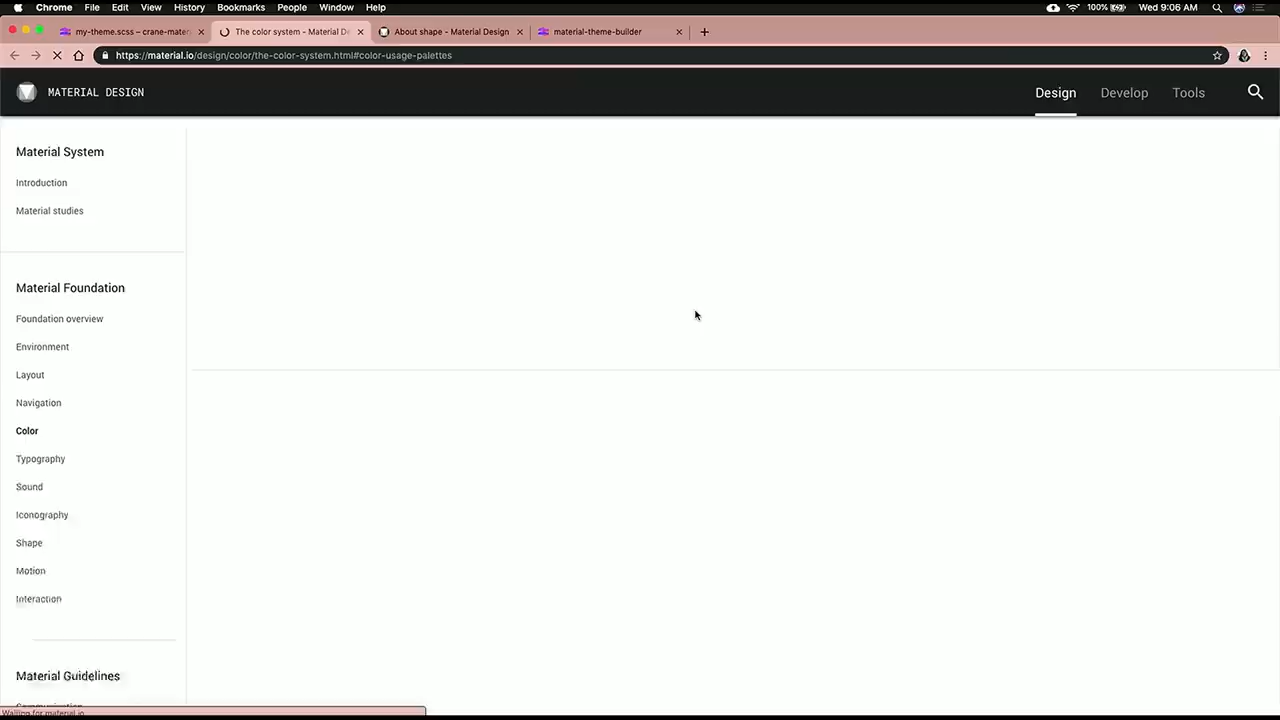 Chrome File Edit View History Bookmarks People Window Help 100% Wed 9:06 AM
my-theme.scss – crane-mater × The color system - Material De × About shape - Material Design × material-theme-builder × +
https://material.io/design/color/the-color-system.html#color-usage-palettes
MATERIAL DESIGN Design Develop Tools
Material System
Introduction
Material studies
Material Foundation
Foundation overview
Environment
Layout
Navigation
Color
Typography
Sound
Iconography
Shape
Motion
Interaction
Material Guidelines
Communication
Waiting for material.io